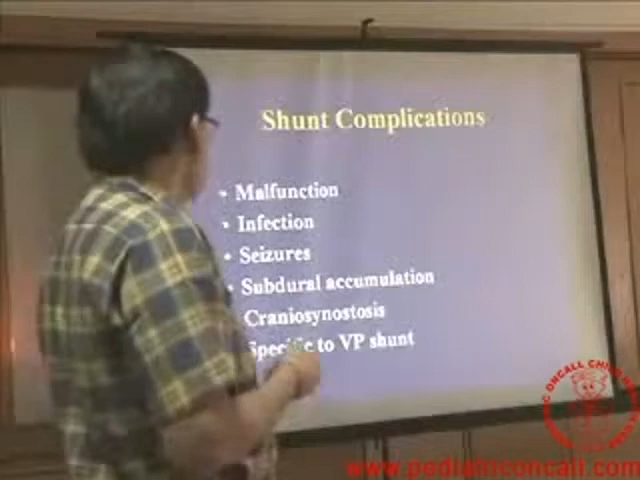 Shunt Complications
• Malfunction
• Infection
• Seizures
• Subdural accumulation
Craniosynostosis
Specific to VP shunt
www.pediatriconcall.com